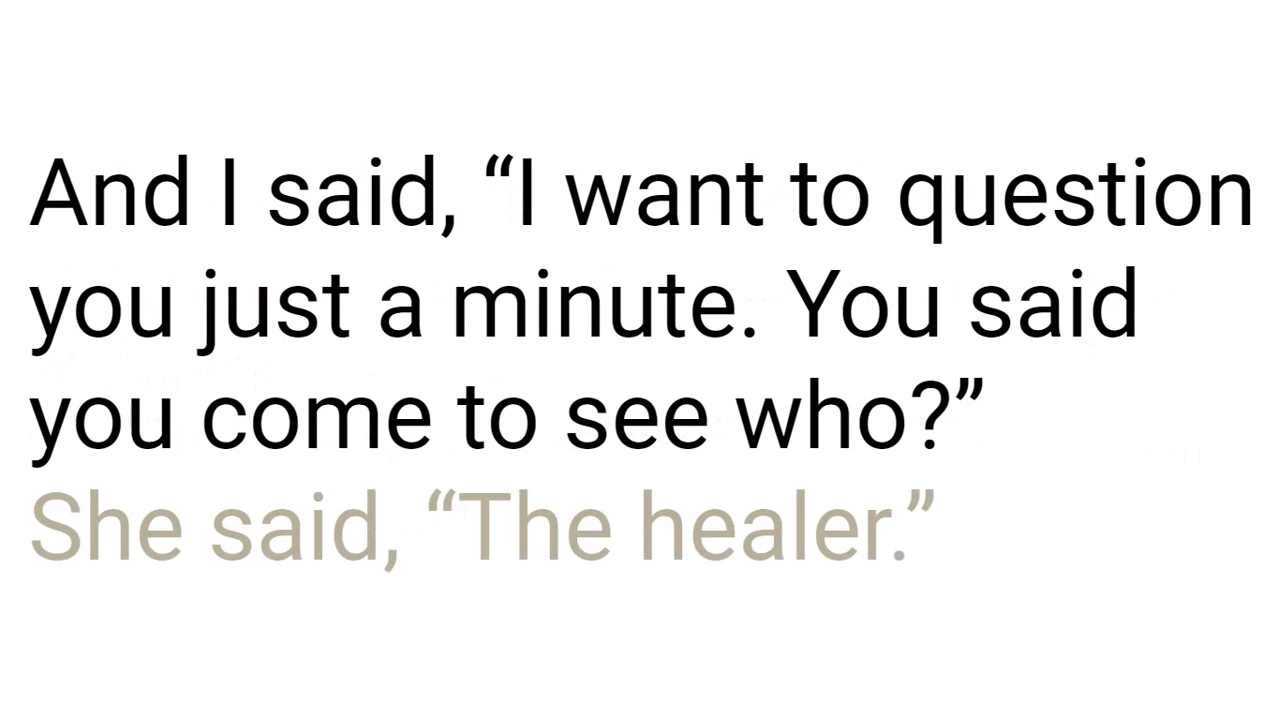 And I said, “I want to question
you just a minute. You said
you come to see who?”
She said, “The healer.”